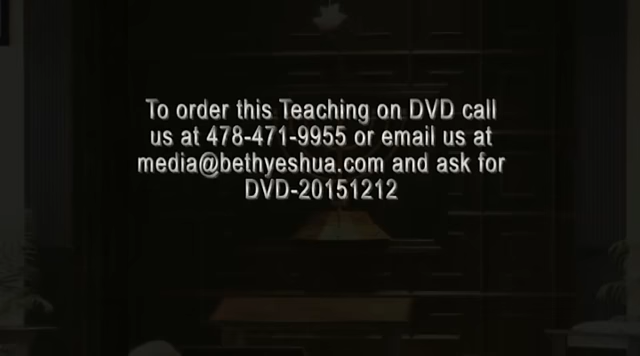 To order this Teaching on DVD call
us at 478-471-9955 or email us at
media@bethyeshua.com and ask for
DVD-20151212